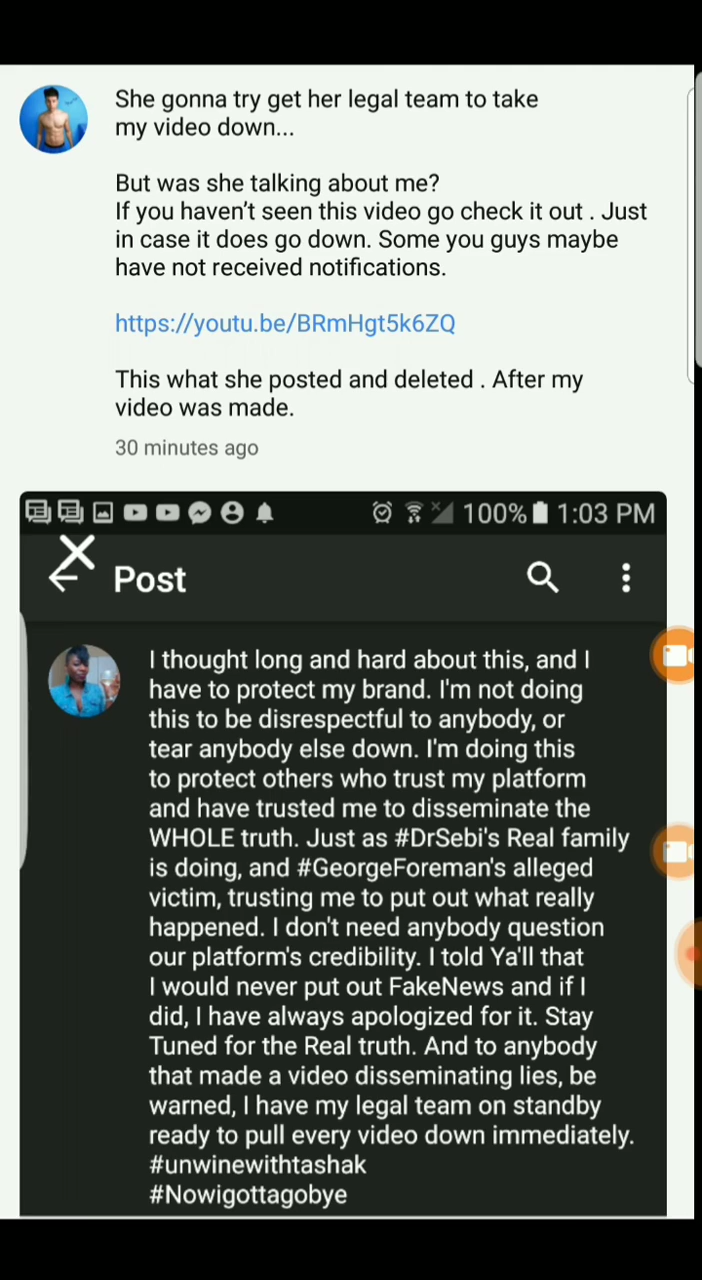 She gonna try get her legal team to take
my video down...
But was she talking about me?
If you haven't seen this video go check it out . Just
in case it does go down. Some you guys maybe
have not received notifications.
https://youtu.be/BRmHgt5k6ZQ
This what she posted and deleted . After my
video was made.
30 minutes ago
100% 1:03 PM
Post
I thought long and hard about this, and I
have to protect my brand. I'm not doing
this to be disrespectful to anybody, or
tear anybody else down. I'm doing this
to protect others who trust my platform
and have trusted me to disseminate the
WHOLE truth. Just as #DrSebi's Real family
is doing, and #GeorgeForeman's alleged
victim, trusting me to put out what really
happened. I don't need anybody question
our platform's credibility. I told Ya'll that
I would never put out FakeNews and if I
did, I have always apologized for it. Stay
Tuned for the Real truth. And to anybody
that made a video disseminating lies, be
warned, I have my legal team on standby
ready to pull every video down immediately.
#unwinewithtashak
#Nowigottagobye